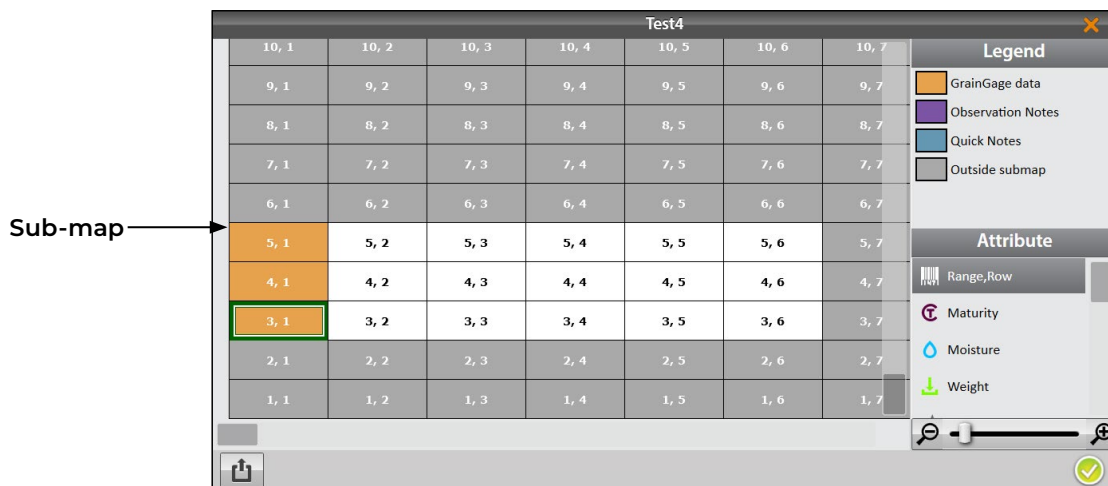 Test4
10, 1 10, 2 10, 3 10, 4 10, 5 10, 6 10, 7
Legend
9, 1 9, 2 9, 3 9, 4 9, 5 9, 6 9, 7
GrainGage data
8, 1 8, 2 8, 3 8, 4 8, 5 8, 6 8, 7
Observation Notes
Quick Notes
7, 1 7, 2 7, 3 7, 4 7, 5 7, 6 7, 7
Outside submap
6, 1 6, 2 6, 3 6, 4 6, 5 6, 6 6, 7
Sub-map
5, 1 5, 2 5, 3 5, 4 5, 5 5, 6 5, 7
Attribute
4, 1 4, 2 4, 3 4, 4 4, 5 4, 6 4, 7
Range,Row
3, 1 3, 2 3, 3 3, 4 3, 5 3, 6 3, 7
Maturity
2, 1 2, 2 2, 3 2, 4 2, 5 2, 6 2, 7
Moisture
1, 1 1, 2 1, 3 1, 4 1, 5 1, 6 1, 7
Weight